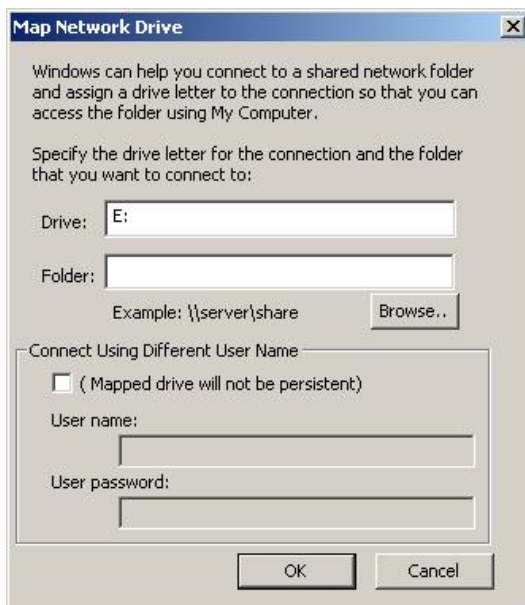 Map Network Drive
Windows can help you connect to a shared network folder
and assign a drive letter to the connection so that you can
access the folder using My Computer.
Specify the drive letter for the connection and the folder
that you want to connect to:
Drive: E:
Folder:
Example: \\server\share Browse..
Connect Using Different User Name
( Mapped drive will not be persistent)
User name:
User password:
OK Cancel